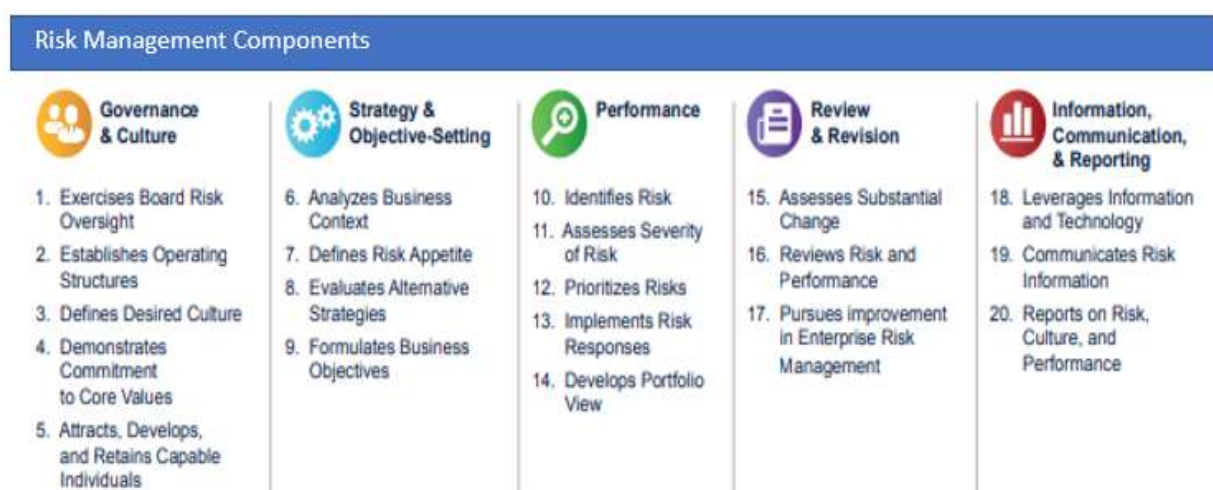 Risk Management Components
Governance
& Culture
1. Exercises Board Risk
Oversight
2. Establishes Operating
Structures
3. Defines Desired Culture
4. Demonstrates
Commitment
to Core Values
5. Attracts, Develops,
and Retains Capable
Individuals
Strategy &
Objective-Setting
6. Analyzes Business
Context
7. Defines Risk Appetite
8. Evaluates Alternative
Strategies
9. Formulates Business
Objectives
Performance
10. Identifies Risk
11. Assesses Severity
of Risk
12. Prioritizes Risks
13. Implements Risk
Responses
14. Develops Portfolio
View
Review
& Revision
15. Assesses Substantial
Change
16. Reviews Risk and
Performance
17. Pursues improvement
in Enterprise Risk
Management
Information,
Communication,
& Reporting
18. Leverages Information
and Technology
19. Communicates Risk
Information
20. Reports on Risk,
Culture, and
Performance